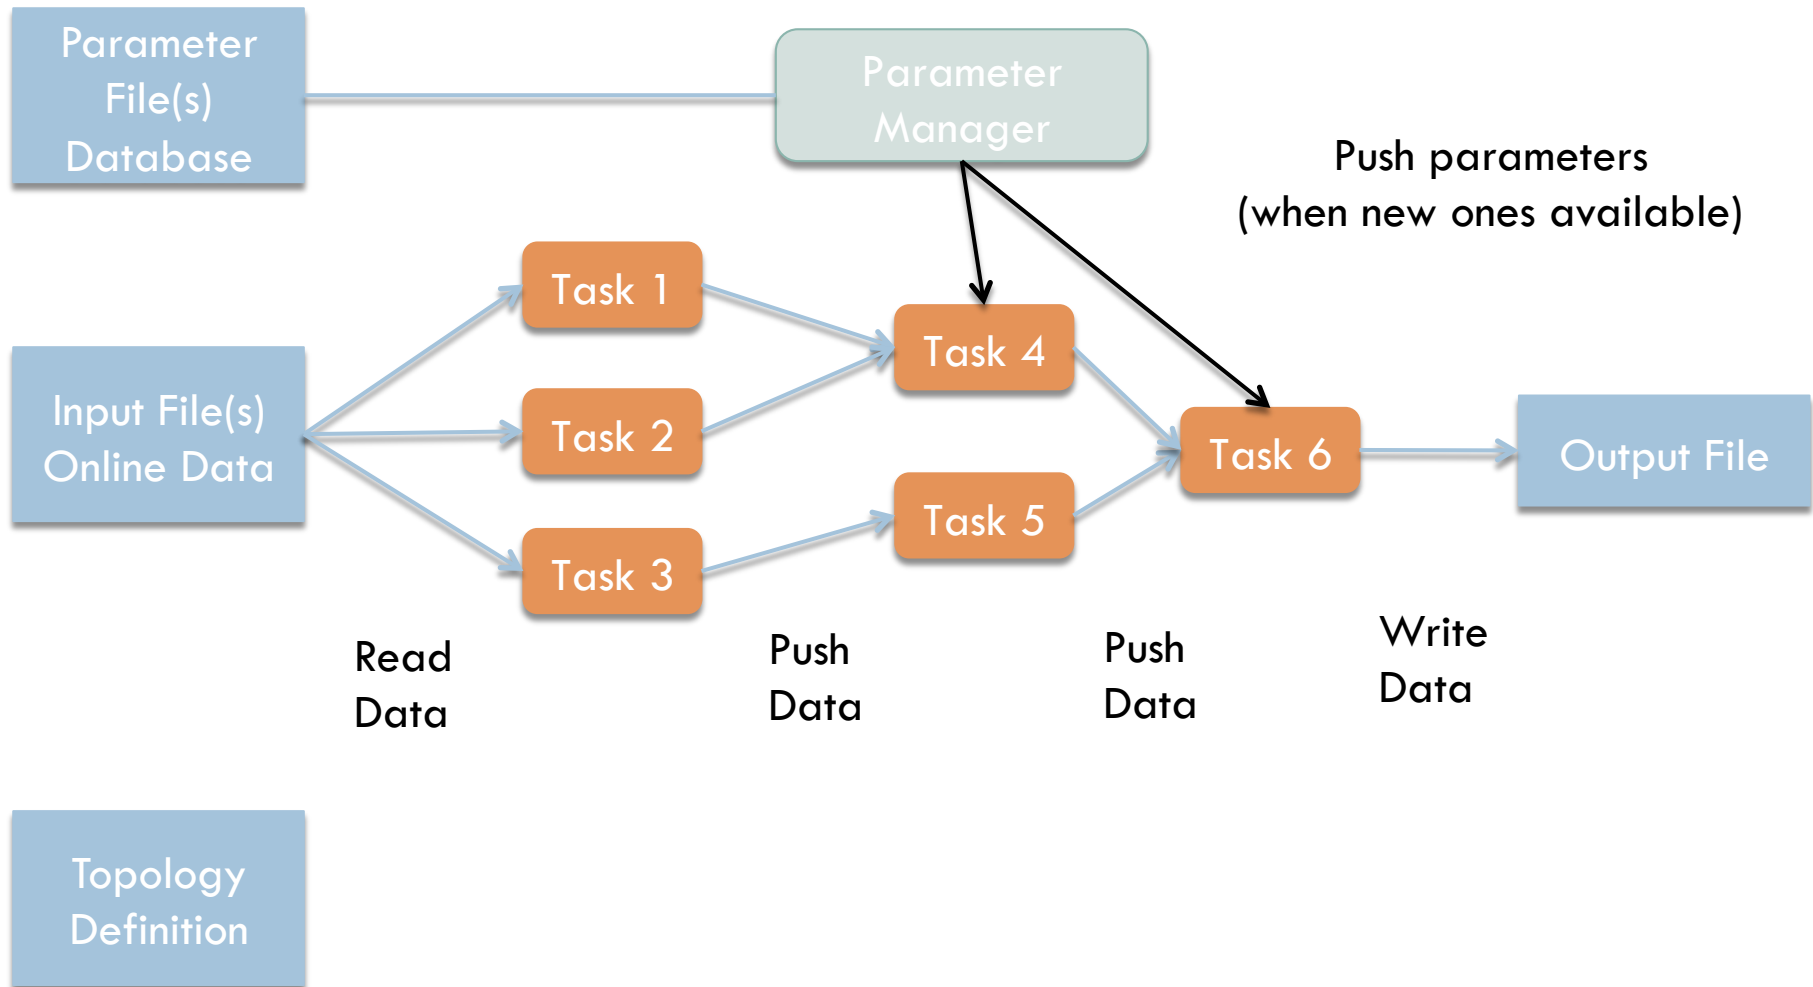 Parameter
File(s)
Database
Parameter
Manager
Push parameters
(when new ones available)
Task 1
Task 2
Task 3
Task 4
Task 5
Task 6
Input File(s)
Online Data
Output File
Read
Data
Push
Data
Push
Data
Write
Data
Topology
Definition